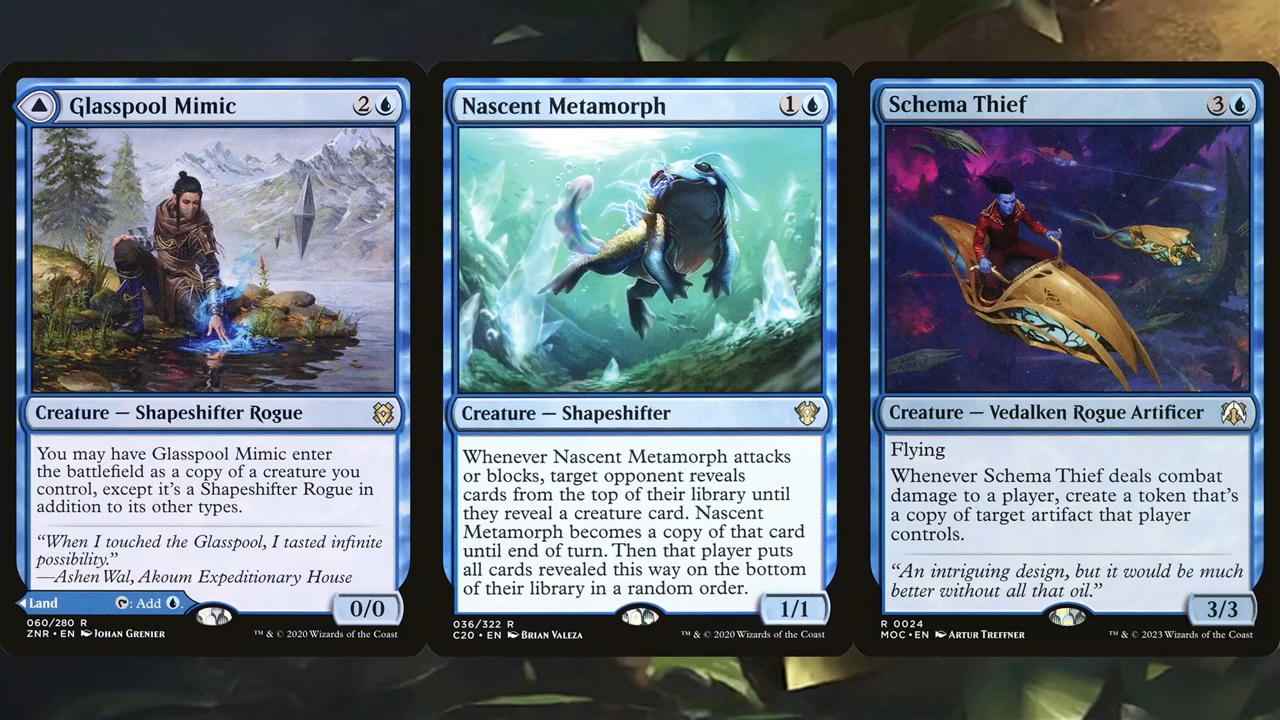 Glasspool Mimic 2
Creature — Shapeshifter Rogue
You may have Glasspool Mimic enter
the battlefield as a copy of a creature you
control, except it's a Shapeshifter Rogue in
addition to its other types.
“When I touched the Glasspool, I tasted infinite
possibility.”
—Ashen Wal, Akoum Expeditionary House
Land : Add
0/0
060/280 R
ZNR • EN Johan Grenier
™ & © 2020 Wizards of the Coast
Nascent Metamorph 1
Creature — Shapeshifter
Whenever Nascent Metamorph attacks
or blocks, target opponent reveals
cards from the top of their library until
they reveal a creature card. Nascent
Metamorph becomes a copy of that card
until end of turn. Then that player puts
all cards revealed this way on the bottom
of their library in a random order.
1/1
036/322 R
C20 • EN Brian Valeza
™ & © 2020 Wizards of the Coast
Schema Thief 3
Creature — Vedalken Rogue Artificer
Flying
Whenever Schema Thief deals combat
damage to a player, create a token that's
a copy of target artifact that player
controls.
“An intriguing design, but it would be much
better without all that oil.”
3/3
R 0024
MOC • EN Artur Treffner
™ & © 2023 Wizards of the Coast